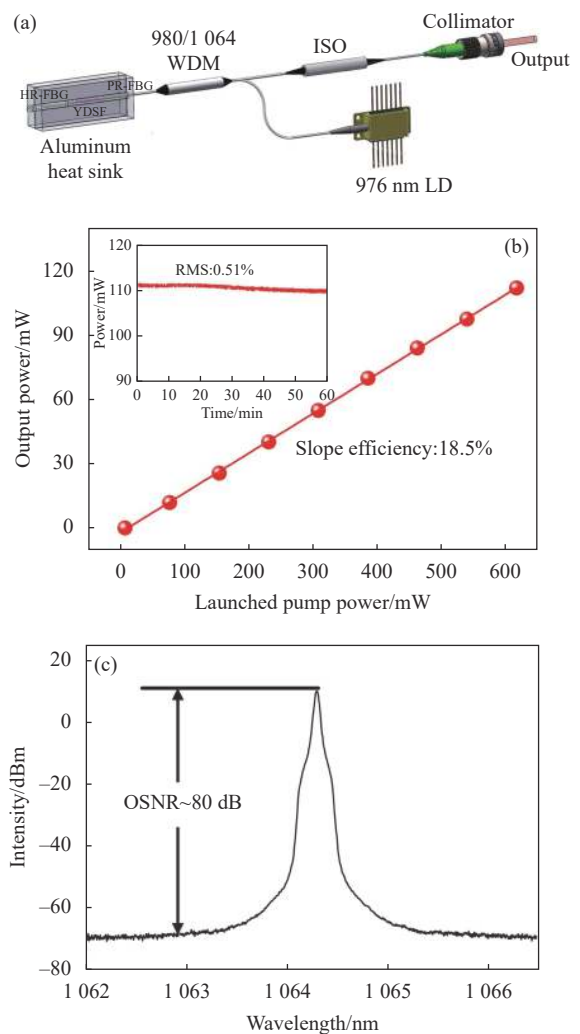 (a)
980/1 064
WDM
ISO
Collimator
Output
HR-FBG
PR-FBG
YDSF
Aluminum
heat sink
976 nm LD
(b)
120
110
100
90
Power/mW
RMS:0.51%
0 10 20 30 40 50 60
Time/min
120
90
60
30
0
Output power/mW
Slope efficiency:18.5%
0 100 200 300 400 500 600
Launched pump power/mW
(c)
20
0
−20
−40
−60
−80
Intensity/dBm
OSNR~80 dB
1 062 1 063 1 064 1 065 1 066
Wavelength/nm